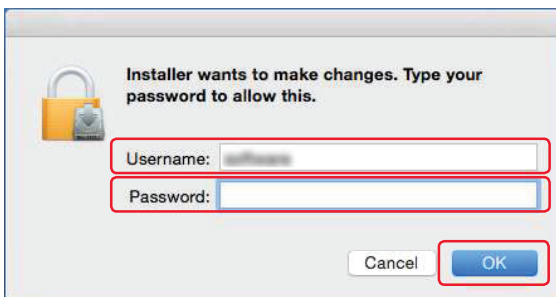 Installer wants to make changes. Type your
password to allow this.
Username:
Password:
Cancel OK